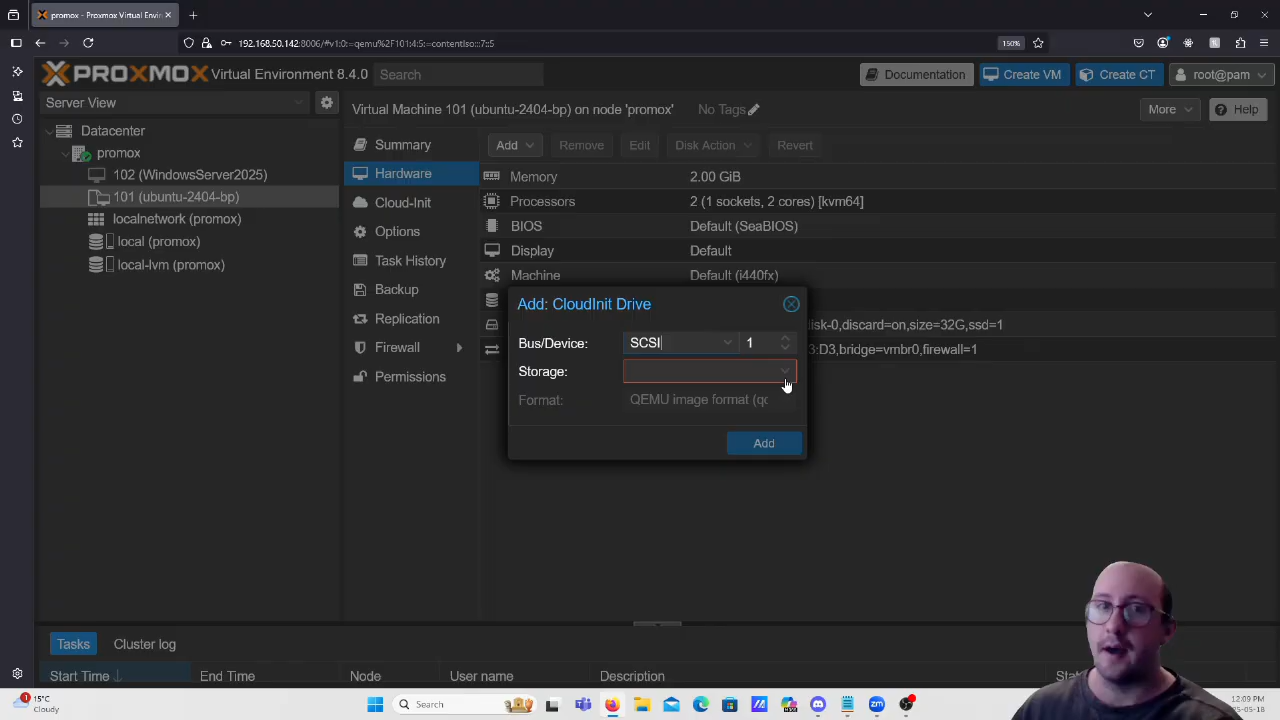 promox - Proxmox Virtual Envir
192.168.50.142:8006/#v1:0:=qemu%2F101:4:5:=contentIso:::7::5
150%
PROXMOX Virtual Environment 8.4.0 Search
Documentation Create VM Create CT root@pam
Server View
Virtual Machine 101 (ubuntu-2404-bp) on node 'promox' No Tags More Help
Datacenter
promox
102 (WindowsServer2025)
101 (ubuntu-2404-bp)
localnetwork (promox)
local (promox)
local-lvm (promox)
Summary
Hardware
Cloud-Init
Options
Task History
Backup
Replication
Firewall
Permissions
Add Remove Edit Disk Action Revert
Memory 2.00 GiB
Processors 2 (1 sockets, 2 cores) [kvm64]
BIOS Default (SeaBIOS)
Display Default
Machine Default (i440fx)
isk-0,discard=on,size=32G,ssd=1
3:D3,bridge=vmbr0,firewall=1
Add: CloudInit Drive
Bus/Device: SCSI 1
Storage:
Format: QEMU image format (qc
Add
Tasks Cluster log
Start Time End Time Node User name Description
1 15°C
Cloudy
Search
12:09 PM